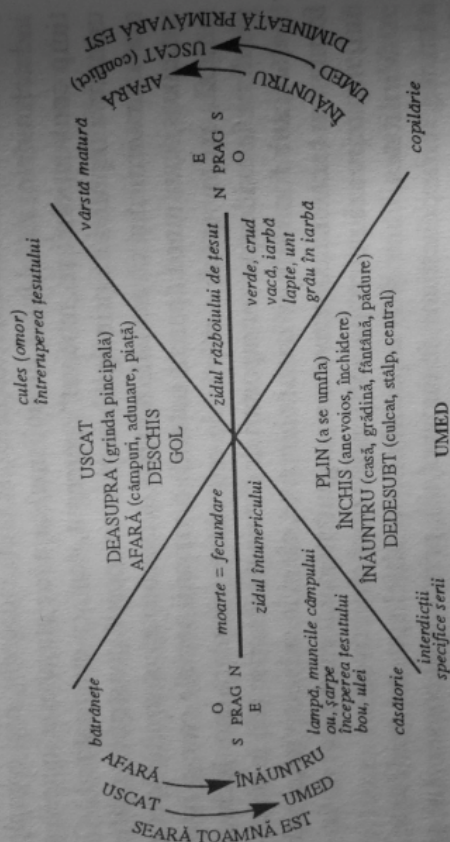 cules (omor)
întreruperea țesutului
bătrânețe
vârstă matură
USCAT
DEASUPRA (grinda pincipală)
AFARĂ (câmpuri, adunare, piață)
DESCHIS
GOL
AFARĂ
ÎNĂUNTRU
USCAT
UMED
SEARĂ TOAMNĂ EST
O
S PRAG N
E
moarte = fecundare
zidul întunericului
zidul războiului de țesut
E
N PRAG S
O
ÎNĂUNTRU
AFARĂ
UMED
USCAT (conflict)
DIMINEAȚĂ PRIMĂVARĂ EST
verde, crud
vacă, iarbă
lapte, unt
grâu în iarbă
lampă, muncile câmpului
ou, șarpe
începerea țesutului
bou, ulei
PLIN (a se umfla)
ÎNCHIS (anevoios, închidere)
ÎNĂUNTRU (casă, grădină, fântână, pădure)
DEDESUBT (culcat, stâlp, central)
căsătorie
copilărie
interdicții
specifice serii
UMED